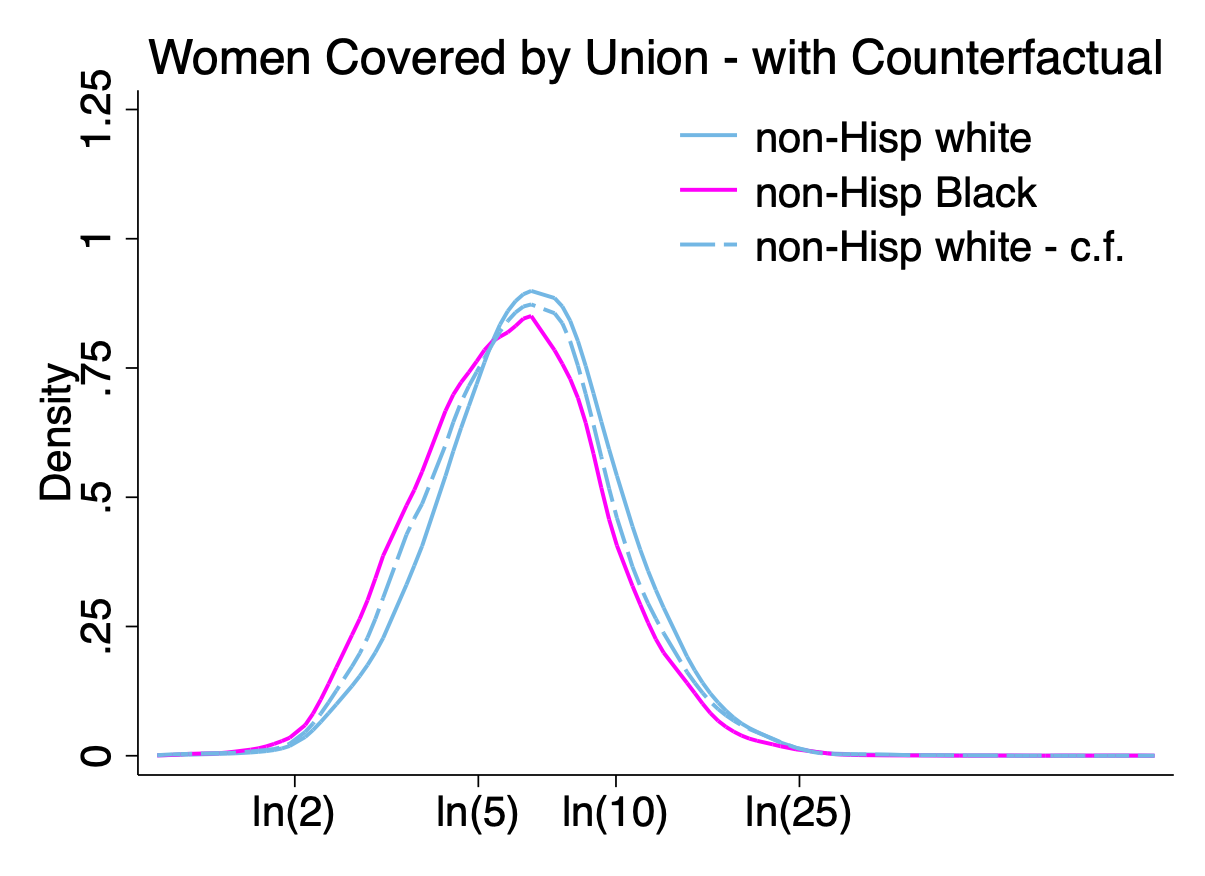 Women Covered by Union - with Counterfactual
non-Hisp white
non-Hisp Black
non-Hisp white - c.f.
Density
1.25
1
.75
.5
.25
0
ln(2)
ln(5)
ln(10)
ln(25)